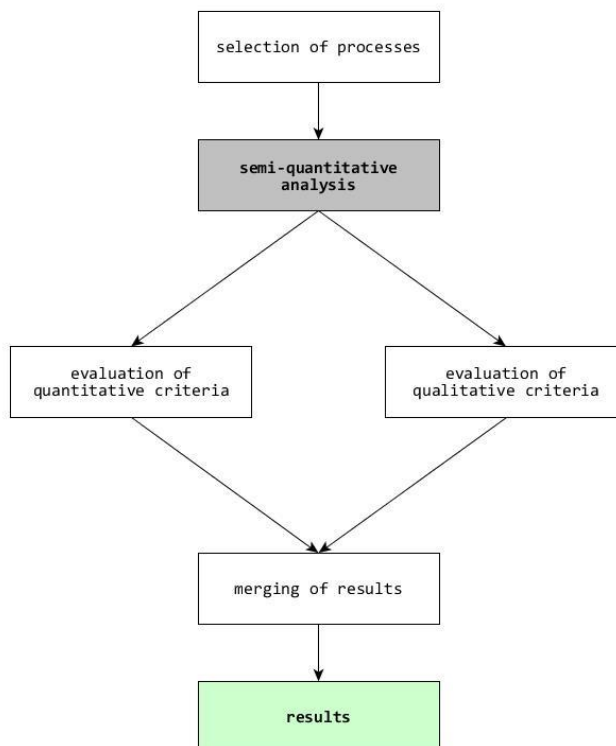 selection of processes
semi-quantitative
analysis
evaluation of
quantitative criteria
evaluation of
qualitative criteria
merging of results
results